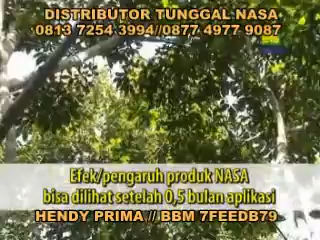 DISTRIBUTOR TUNGGAL NASA
0813 7254 3994//0877 4977 9087
Efek/pengaruh produk NASA
bisa dilihat setelah 0,5 bulan aplikasi
HENDY PRIMA // BBM 7FEEDB79